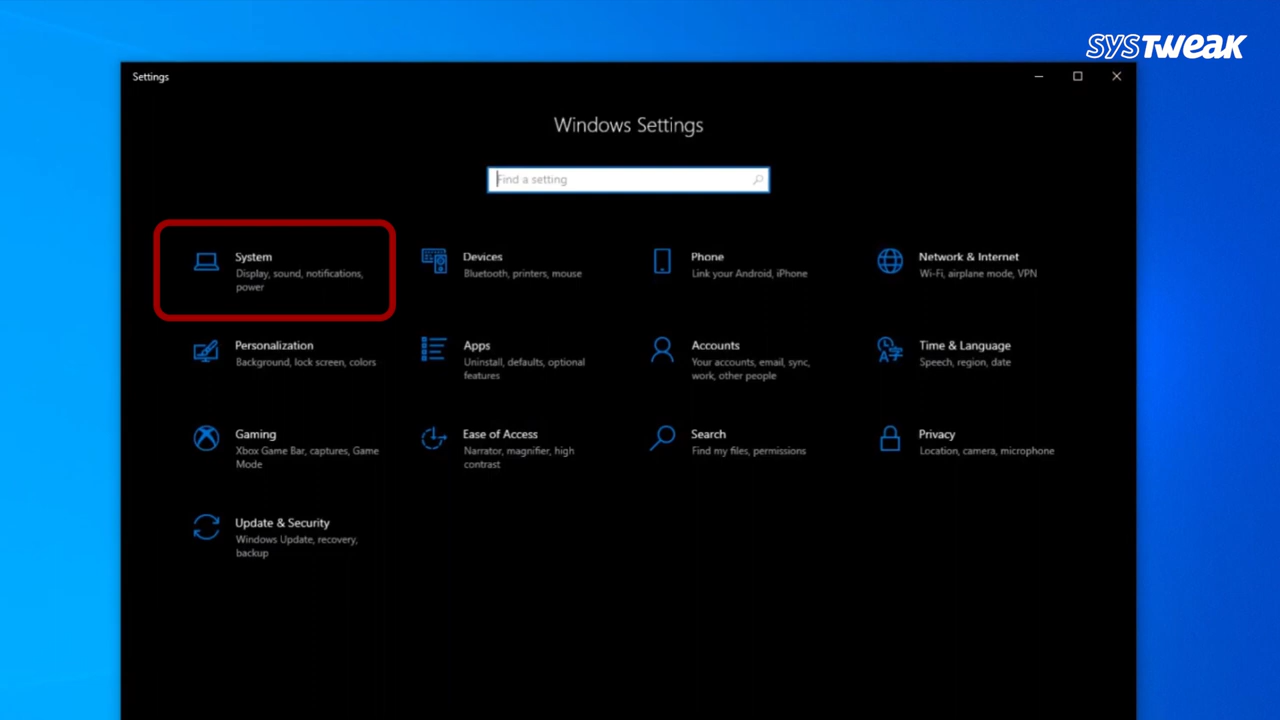 SYSTWEAK
Settings
Windows Settings
Find a setting
System
Display, sound, notifications,
power
Devices
Bluetooth, printers, mouse
Phone
Link your Android, iPhone
Network & Internet
Wi-Fi, airplane mode, VPN
Personalization
Background, lock screen, colors
Apps
Uninstall, defaults, optional
features
Accounts
Your accounts, email, sync,
work, other people
Time & Language
Speech, region, date
Gaming
Xbox Game Bar, captures, Game
Mode
Ease of Access
Narrator, magnifier, high
contrast
Search
Find my files, permissions
Privacy
Location, camera, microphone
Update & Security
Windows Update, recovery,
backup